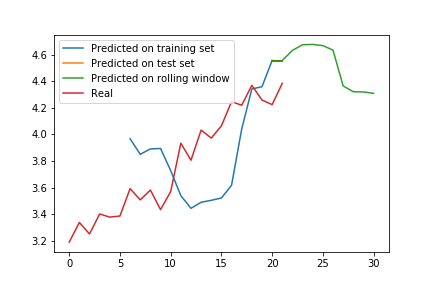 Predicted on training set
Predicted on test set
Predicted on rolling window
Real
4.6
4.4
4.2
4.0
3.8
3.6
3.4
3.2
0 5 10 15 20 25 30